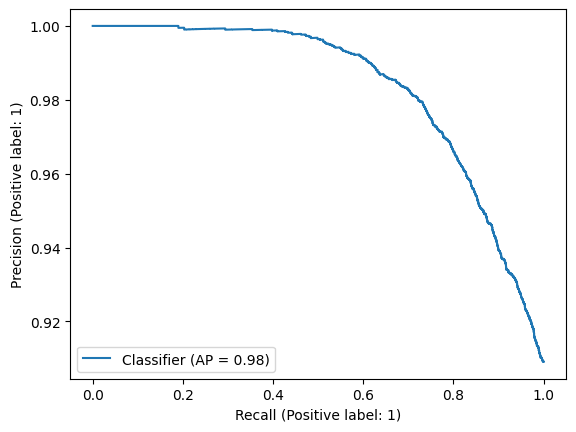 1.00
0.98
0.96
0.94
0.92
Precision (Positive label: 1)
Classifier (AP = 0.98)
0.0 0.2 0.4 0.6 0.8 1.0
Recall (Positive label: 1)